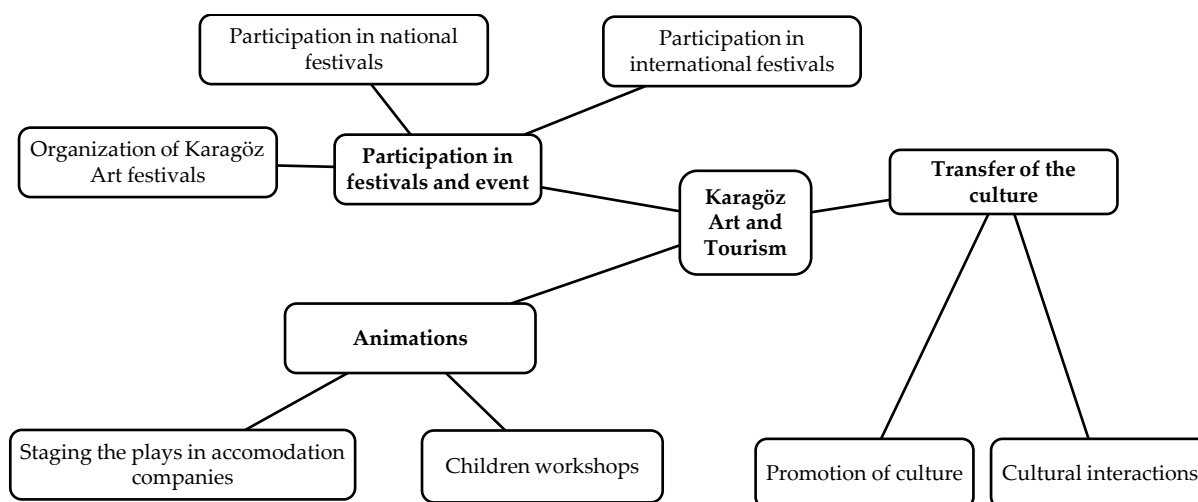 Participation in national
festivals
Participation in
international festivals
Organization of Karagöz
Art festivals
Participation in
festivals and event
Transfer of the
culture
Karagöz
Art and
Tourism
Animations
Staging the plays in accomodation
companies
Children workshops
Promotion of culture
Cultural interactions